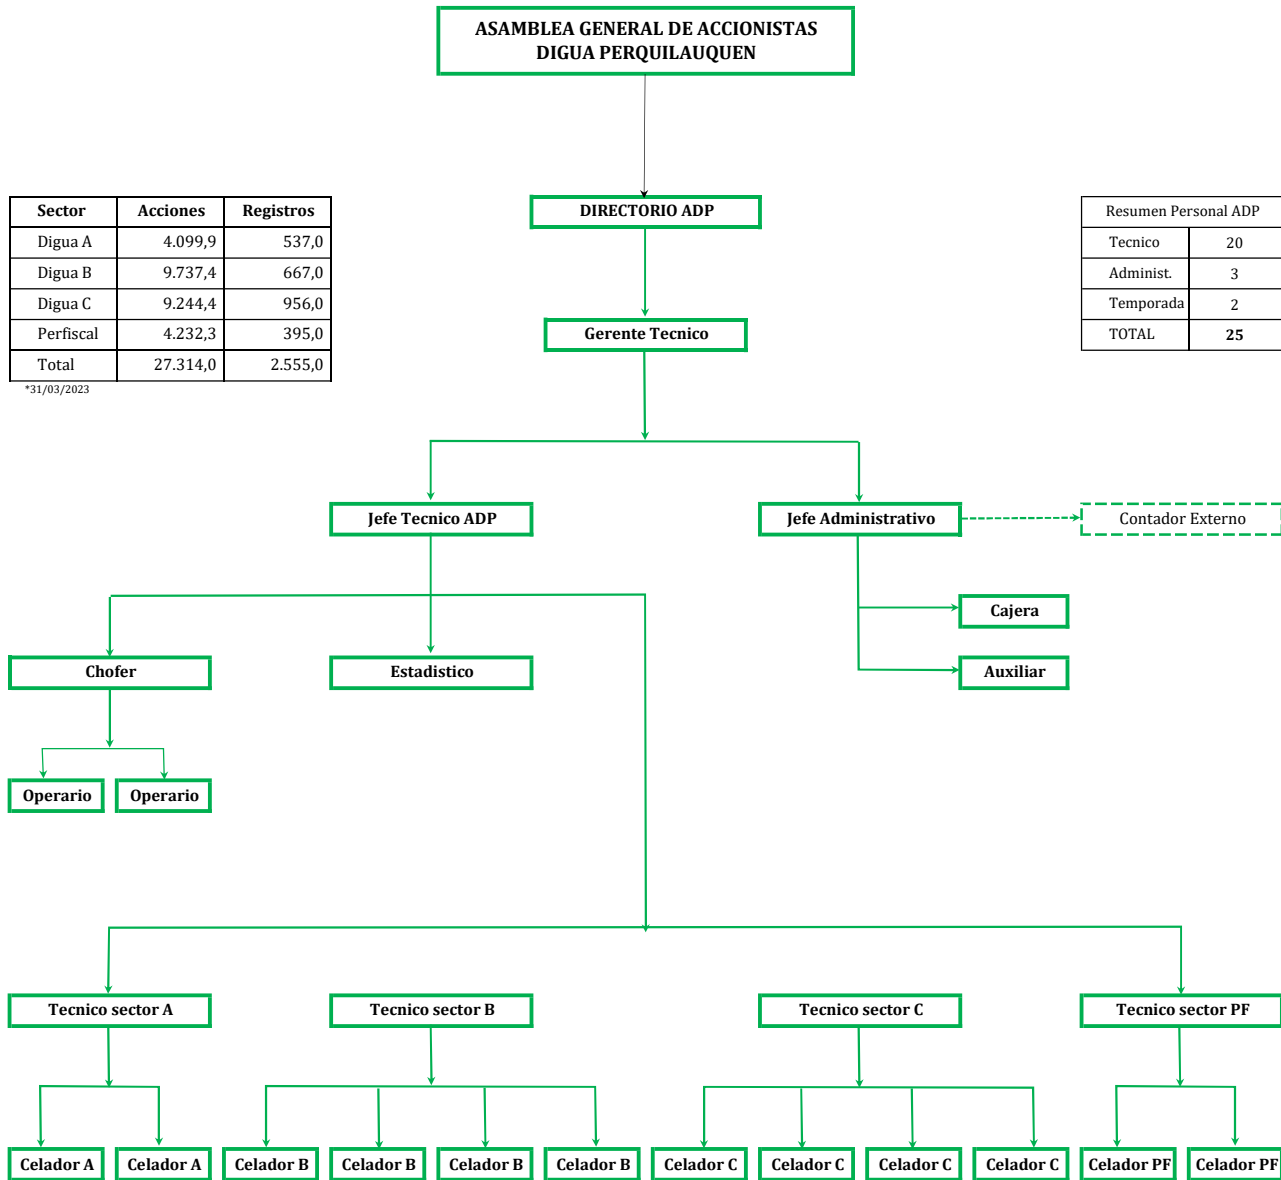 ASAMBLEA GENERAL DE ACCIONISTAS
DIGUA PERQUILAUQUEN
Sector Acciones Registros
Digua A 4.099,9 537,0
Digua B 9.737,4 667,0
Digua C 9.244,4 956,0
Perfiscal 4.232,3 395,0
Total 27.314,0 2.555,0
*31/03/2023
DIRECTORIO ADP
Gerente Tecnico
Resumen Personal ADP
Tecnico 20
Administ. 3
Temporada 2
TOTAL 25
Jefe Tecnico ADP
Jefe Administrativo
Contador Externo
Cajera
Chofer
Estadistico
Auxiliar
Operario
Operario
Tecnico sector A
Tecnico sector B
Tecnico sector C
Tecnico sector PF
Celador A
Celador A
Celador B
Celador B
Celador B
Celador B
Celador C
Celador C
Celador C
Celador C
Celador PF
Celador PF